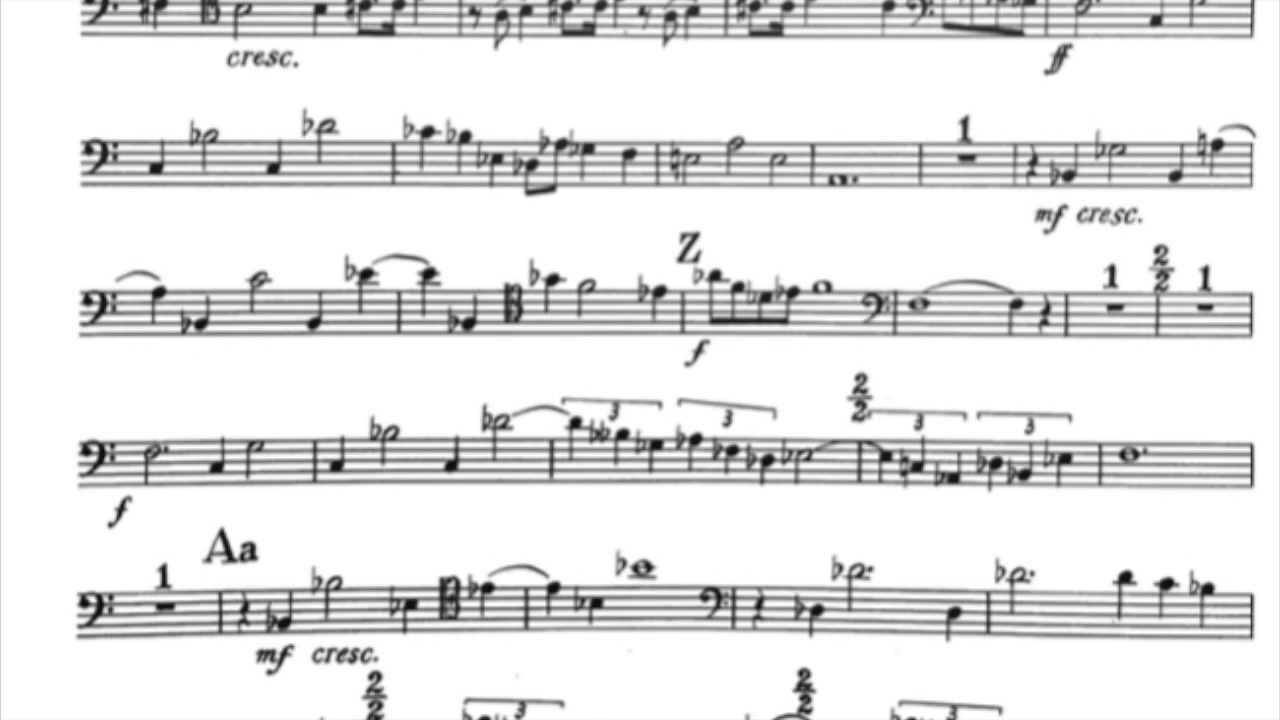 cresc. ff
1
mf cresc.
Z
1 2/2 1
f
2/2
3 3 3 3
f
Aa
1
mf cresc.
2/2 2/2
3 3